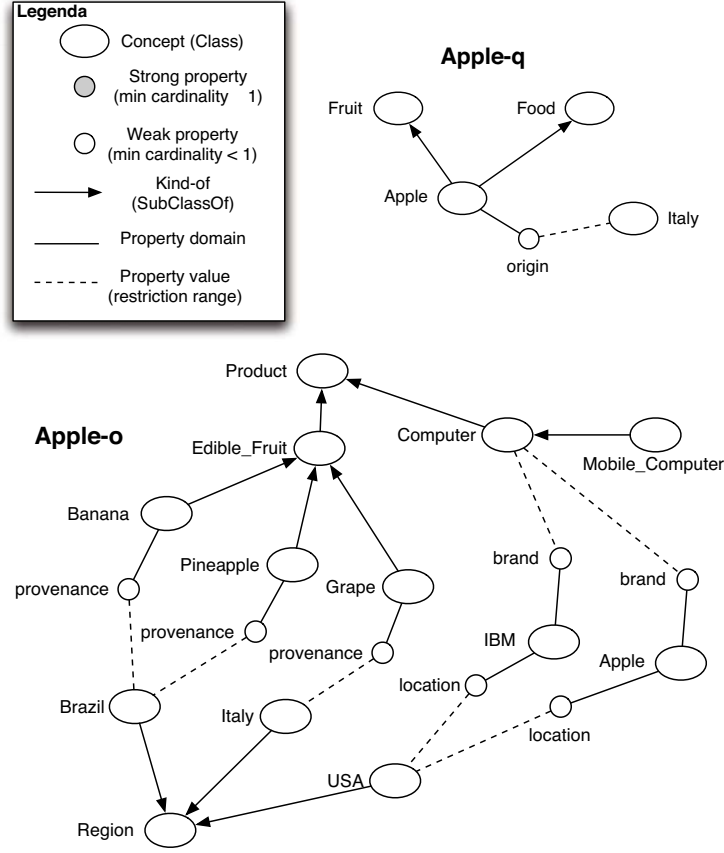 Legenda
Concept (Class)
Strong property
(min cardinality 1)
Weak property
(min cardinality < 1)
Kind-of
(SubClassOf)
Property domain
Property value
(restriction range)
Apple-q
Fruit
Food
Apple
Italy
origin
Product
Apple-o
Edible_Fruit
Computer
Mobile_Computer
Banana
Pineapple
Grape
brand
brand
provenance
provenance
provenance
IBM
Apple
location
location
Brazil
Italy
USA
Region